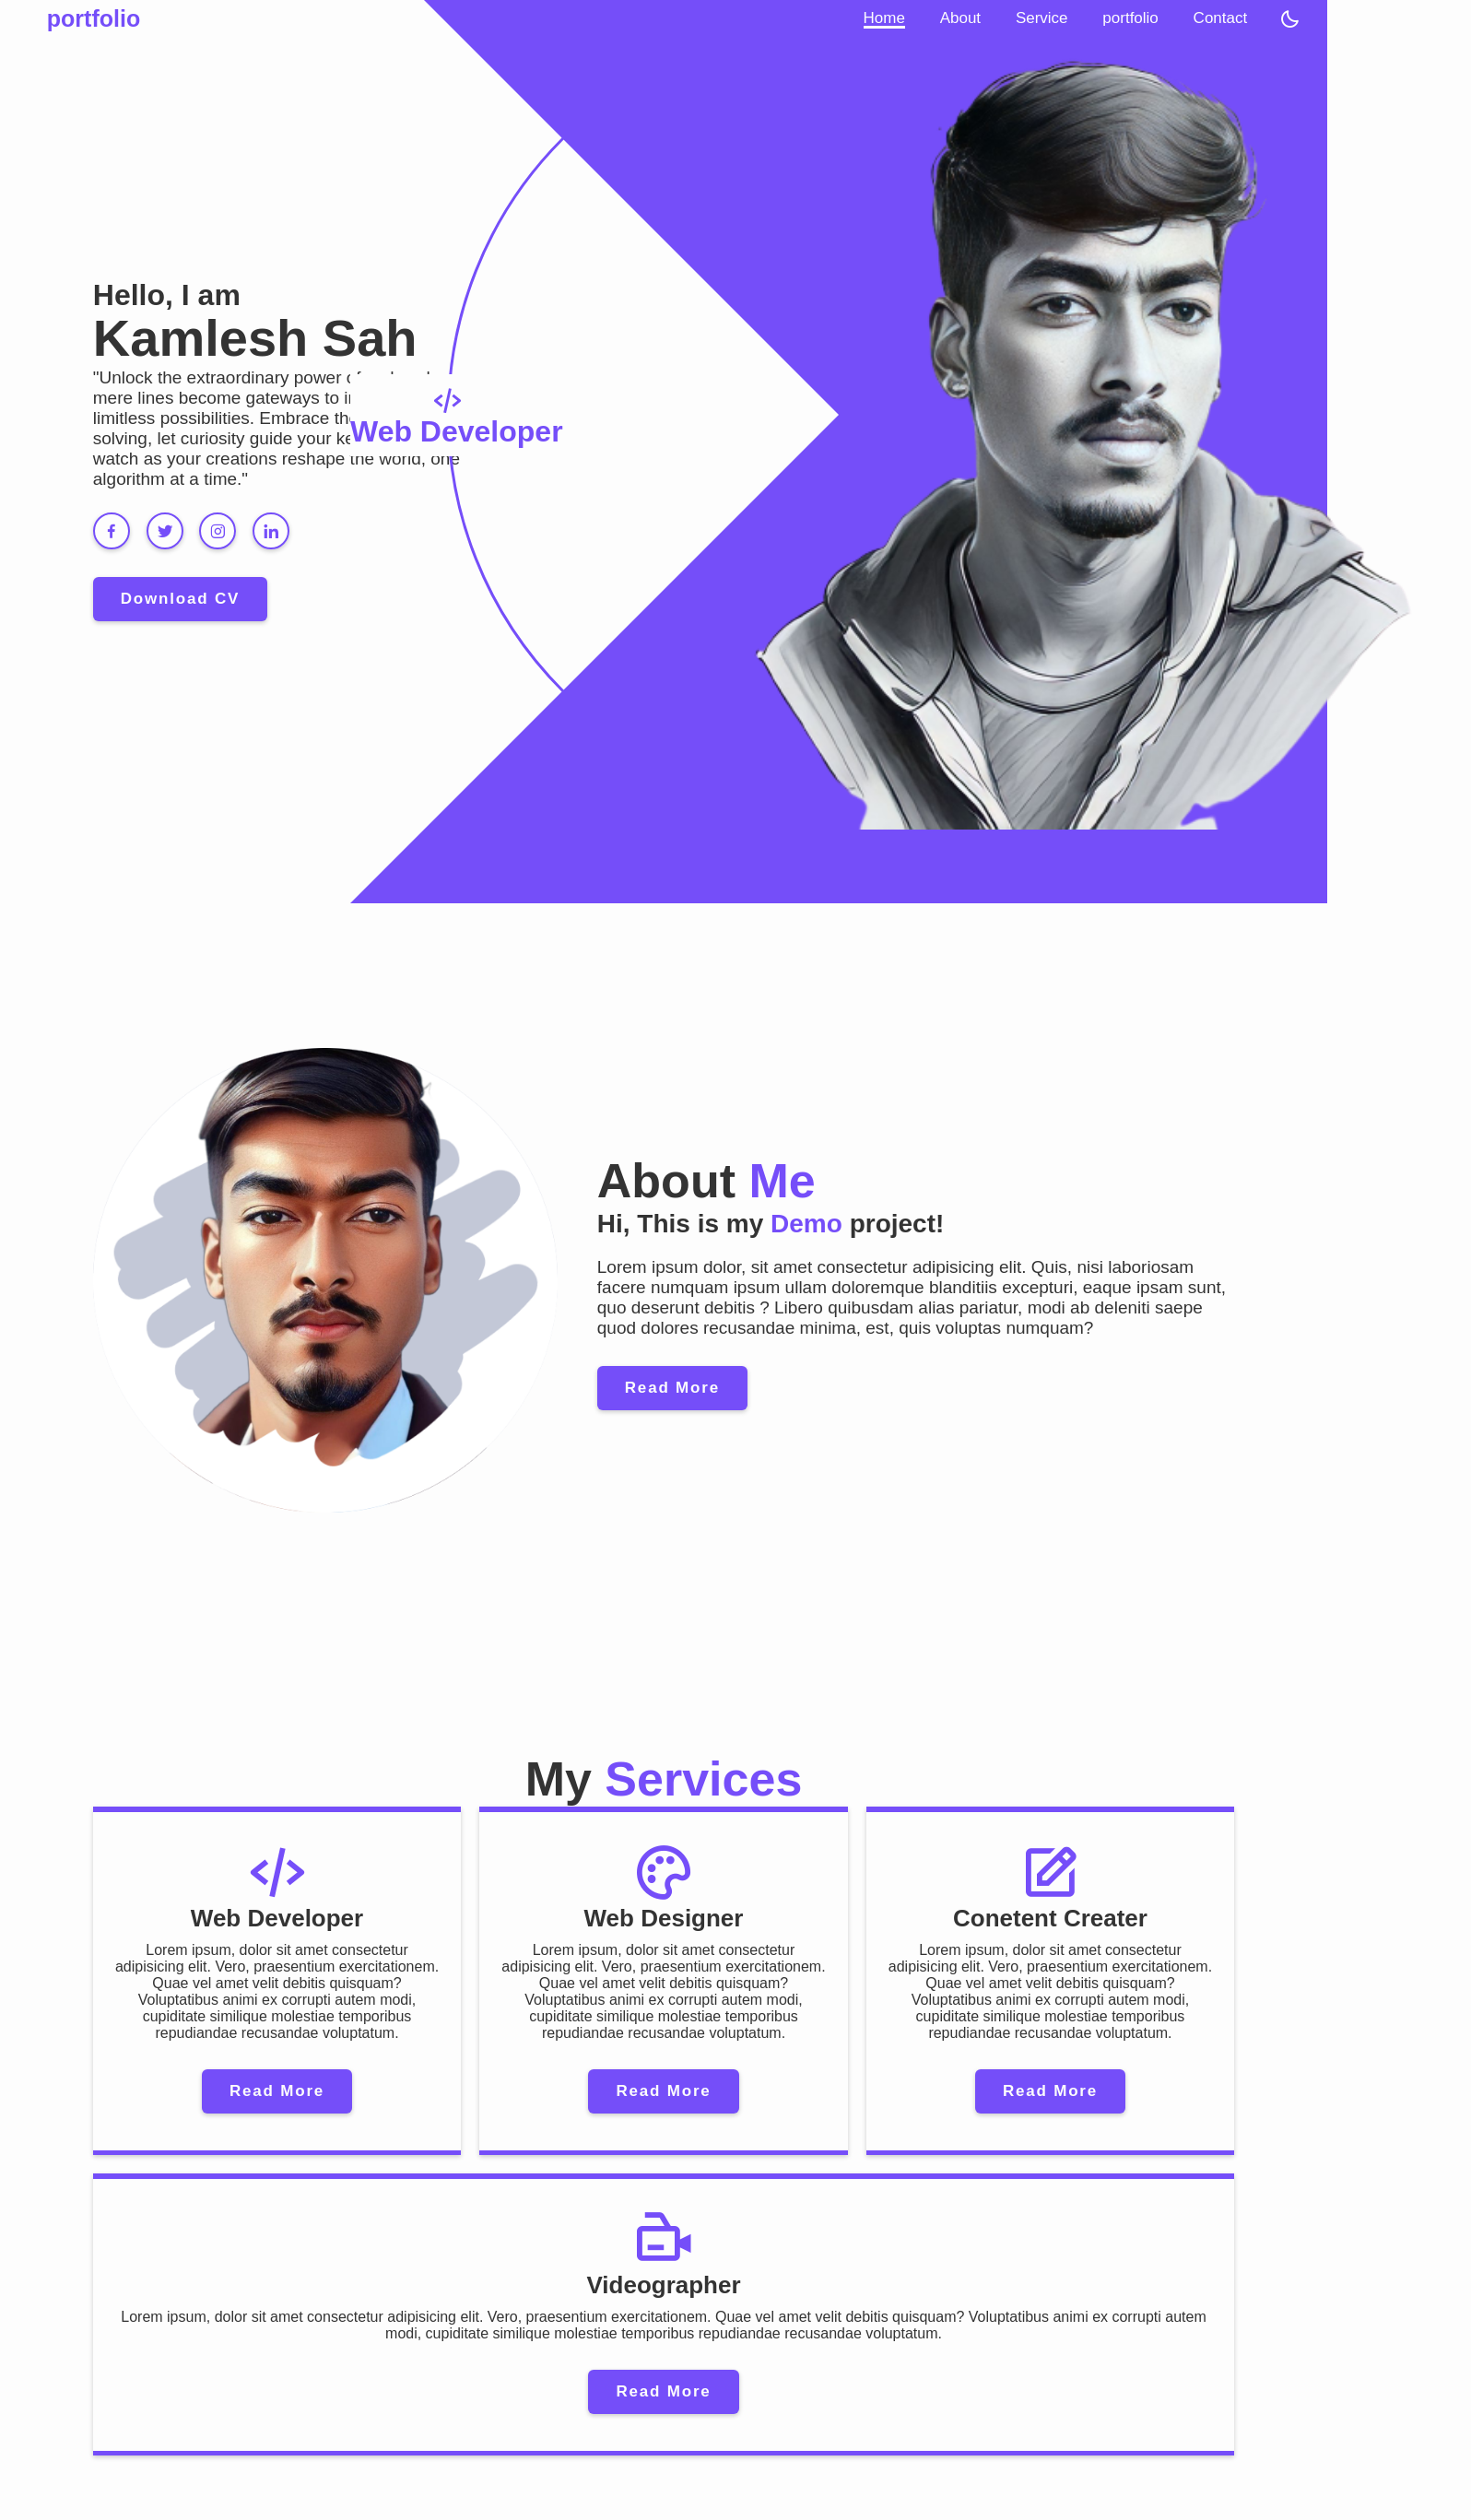 portfolio
Home About Service portfolio Contact
Hello, I am
Kamlesh Sah
"Unlock the extraordinary power
mere lines become gateways to
limitless possibilities. Embrace
solving, let curiosity guide your
Web Developer
watch as your creations reshape the world, one
algorithm at a time."
Download CV
About Me
Hi, This is my Demo project!
Lorem ipsum dolor, sit amet consectetur adipisicing elit. Quis, nisi laboriosam
facere numquam ipsum ullam doloremque blanditiis excepturi, eaque ipsam sunt,
quo deserunt debitis ? Libero quibusdam alias pariatur, modi ab deleniti saepe
quod dolores recusandae minima, est, quis voluptas numquam?
Read More
My Services
Web Developer
Lorem ipsum, dolor sit amet consectetur
adipisicing elit. Vero, praesentium exercitationem.
Quae vel amet velit debitis quisquam?
Voluptatibus animi ex corrupti autem modi,
cupiditate similique molestiae temporibus
repudiandae recusandae voluptatum.
Read More
Web Designer
Lorem ipsum, dolor sit amet consectetur
adipisicing elit. Vero, praesentium exercitationem.
Quae vel amet velit debitis quisquam?
Voluptatibus animi ex corrupti autem modi,
cupiditate similique molestiae temporibus
repudiandae recusandae voluptatum.
Read More
Conetent Creater
Lorem ipsum, dolor sit amet consectetur
adipisicing elit. Vero, praesentium exercitationem.
Quae vel amet velit debitis quisquam?
Voluptatibus animi ex corrupti autem modi,
cupiditate similique molestiae temporibus
repudiandae recusandae voluptatum.
Read More
Videographer
Lorem ipsum, dolor sit amet consectetur adipisicing elit. Vero, praesentium exercitationem. Quae vel amet velit debitis quisquam? Voluptatibus animi ex corrupti autem
modi, cupiditate similique molestiae temporibus repudiandae recusandae voluptatum.
Read More